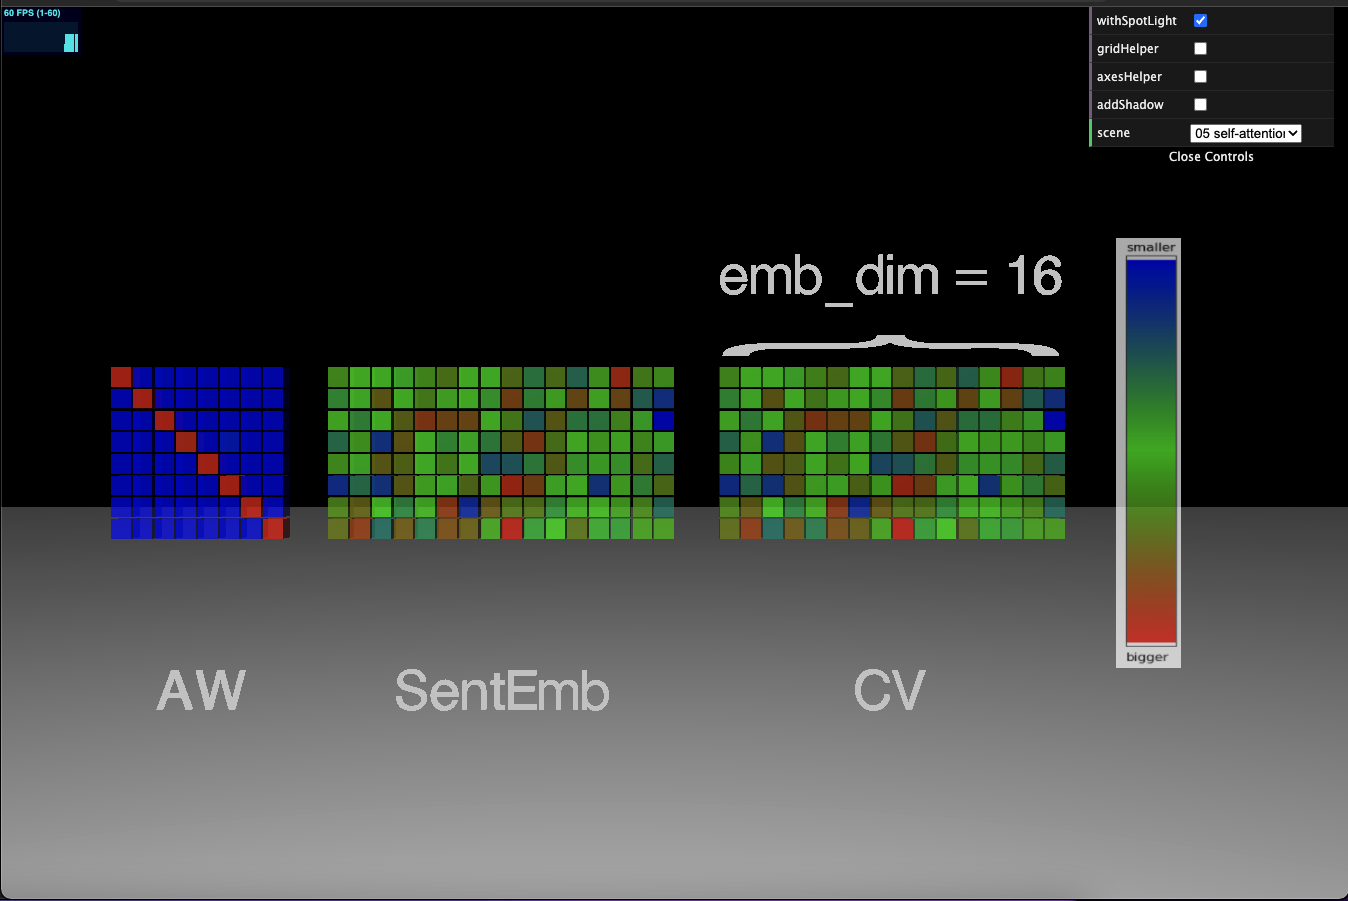 60 FPS (1-60)
withSpotLight
gridHelper
axesHelper
addShadow
scene
05 self-attention
Close Controls
smaller
emb_dim = 16
bigger
AW
SentEmb
CV